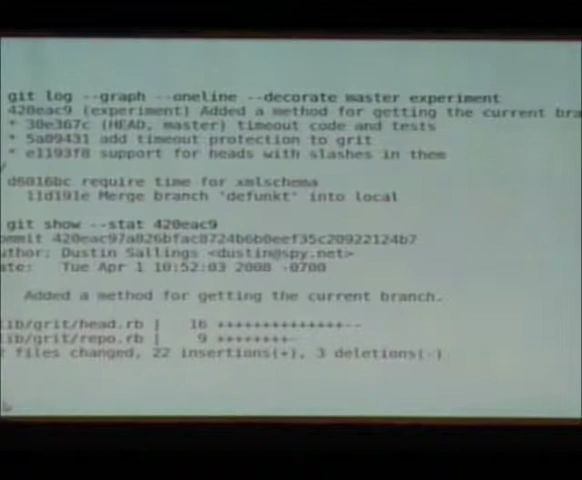 git log --graph --oneline --decorate master experiment
420eac9 (experiment) Added a method for getting the current bra
* 30e367c (HEAD, master) timeout code and tests
* 5a09431 add timeout protection to grit
* e1193f8 support for heads with slashes in them
/
d6016bc require time for xmlschema
11d191e Merge branch 'defunkt' into local
git show --stat 420eac9
ommit 420eac97a826bfac8724b6b0eef35c20922124b7
uthor: Dustin Sallings <dustin@spy.net>
ate: Tue Apr 1 10:52:03 2008 -0700
Added a method for getting the current branch.
lib/grit/head.rb | 16 ++++++++++++++--
lib/grit/repo.rb | 9 ++++++++-
files changed, 22 insertions(+), 3 deletions(-)